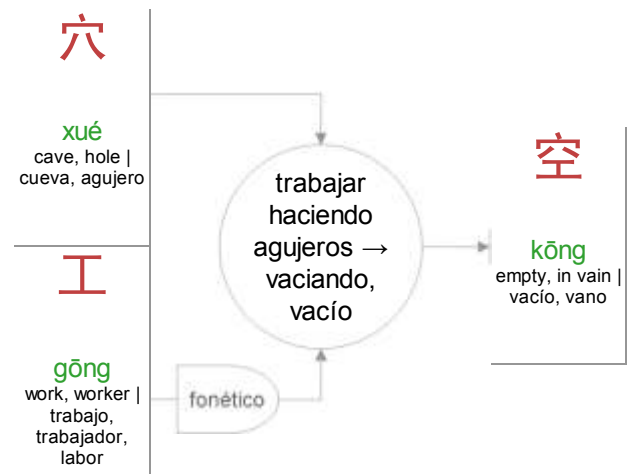 穴
xué
cave, hole |
cueva, agujero
工
gōng
work, worker |
trabajo,
trabajador,
labor
fonético
trabajar
haciendo
agujeros →
vaciando,
vacío
空
kōng
empty, in vain |
vacío, vano